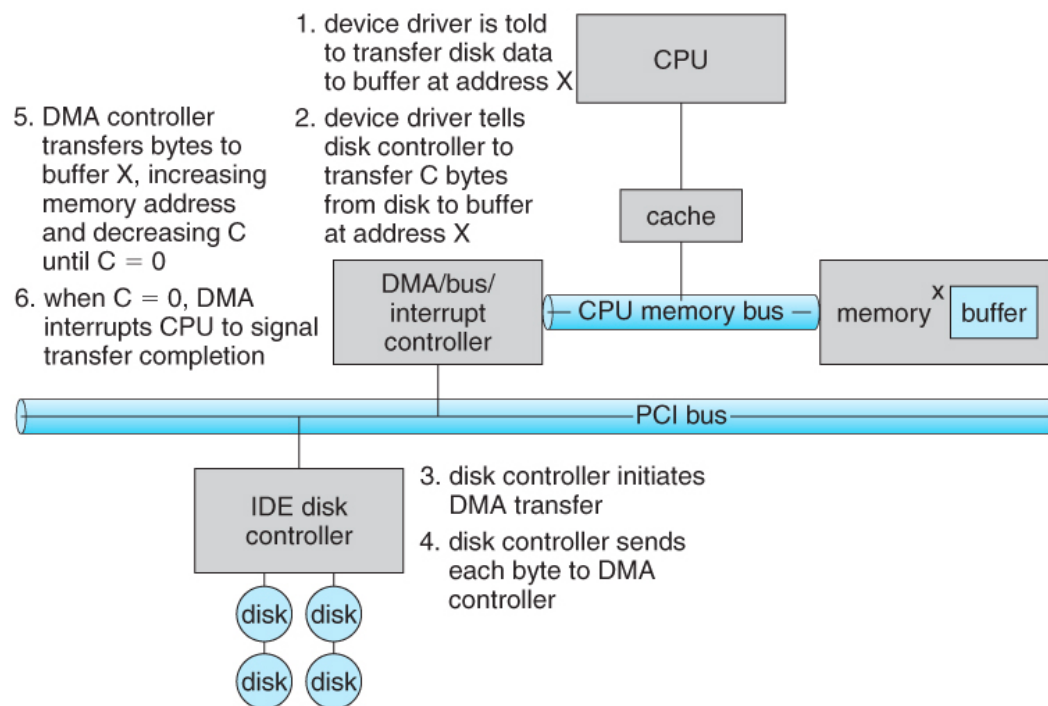 1. device driver is told
to transfer disk data
to buffer at address X
CPU
5. DMA controller
transfers bytes to
buffer X, increasing
memory address
and decreasing C
until C = 0
2. device driver tells
disk controller to
transfer C bytes
from disk to buffer
at address X
cache
6. when C = 0, DMA
interrupts CPU to signal
transfer completion
DMA/bus/
interrupt
controller
CPU memory bus
memory
x
buffer
PCI bus
IDE disk
controller
3. disk controller initiates
DMA transfer
4. disk controller sends
each byte to DMA
controller
disk
disk
disk
disk